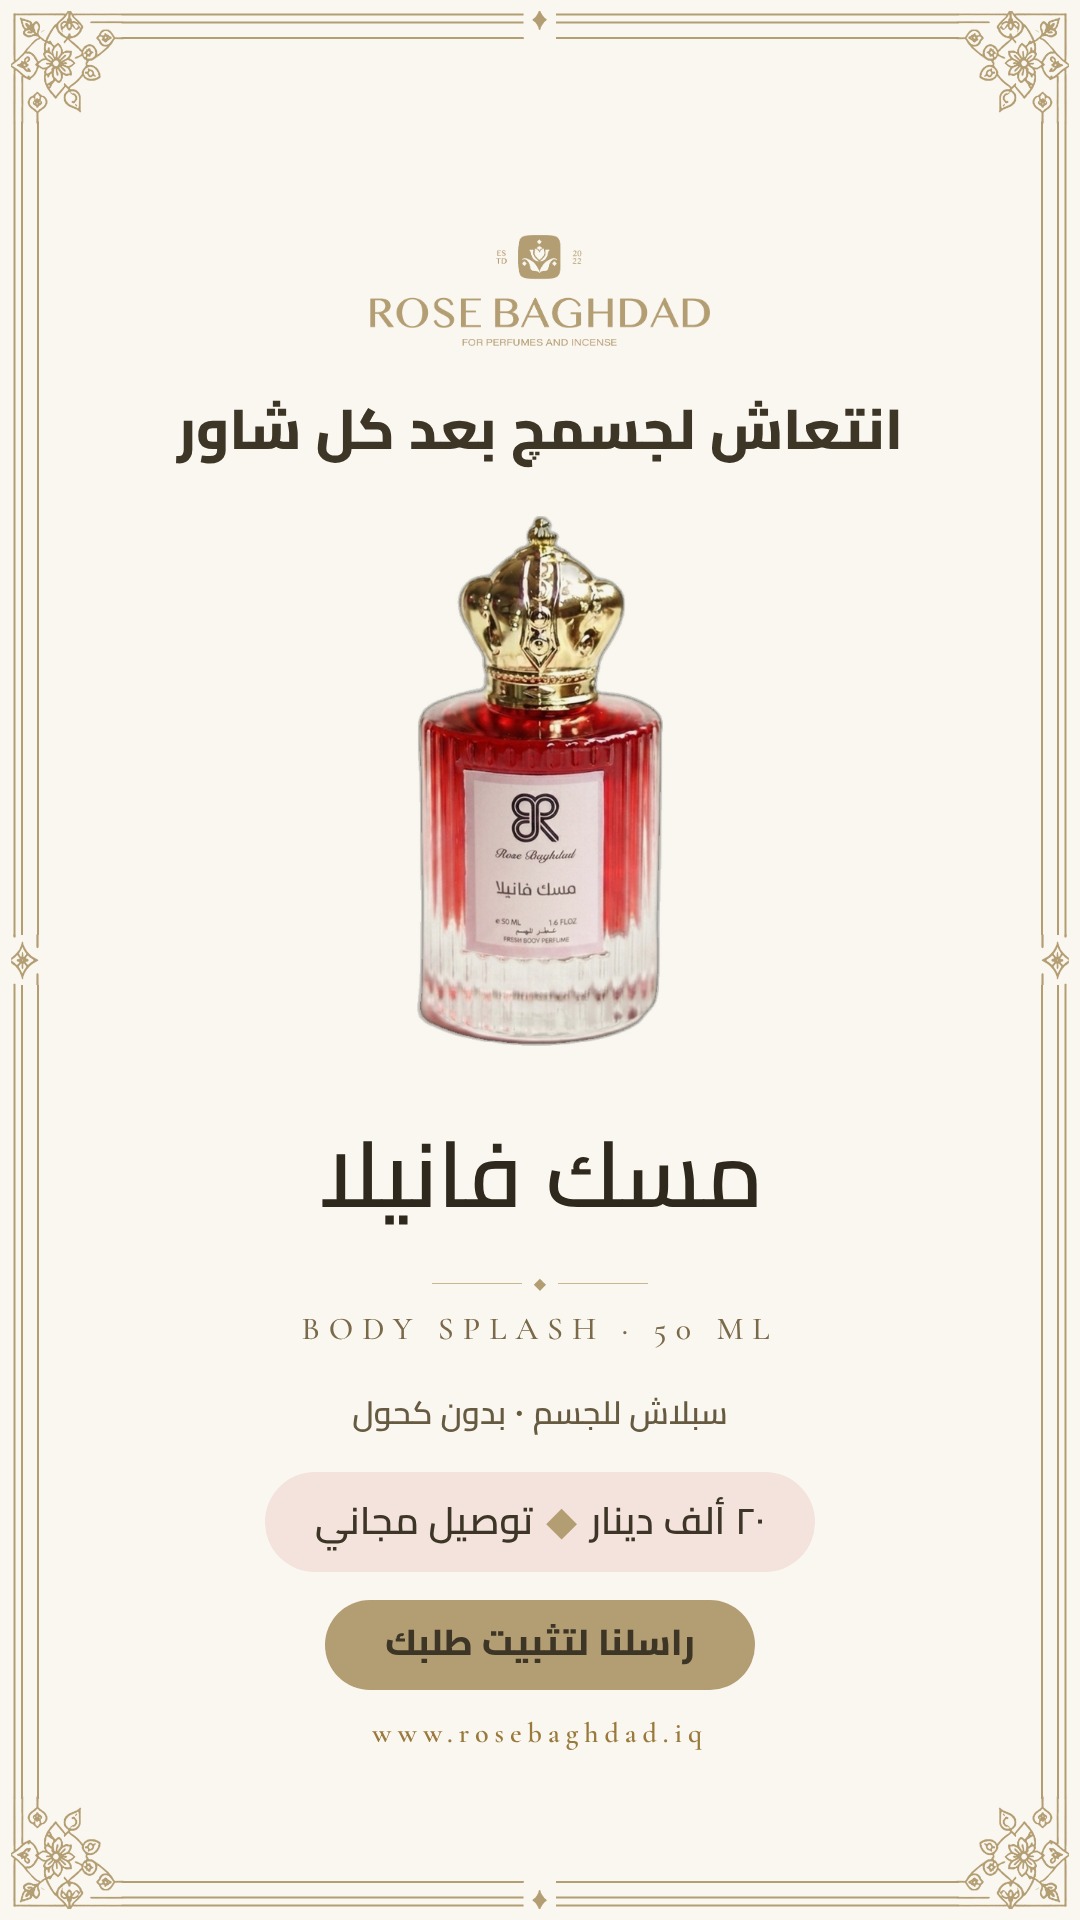 ES TD
20 22
ROSE BAGHDAD
FOR PERFUMES AND INCENSE
انتعاش لجسمچ بعد كل شاور
Rose Baghdad
مسك فانيلا
e 50 ML 1.6 FL.OZ
عطر الجسم
FRESH BODY PERFUME
مسك فانيلا
BODY SPLASH · 50 ML
سبلاش للجسم • بدون كحول
٢٠ ألف دينار ◆ توصيل مجاني
راسلنا لتثبيت طلبك
www.rosebaghdad.iq